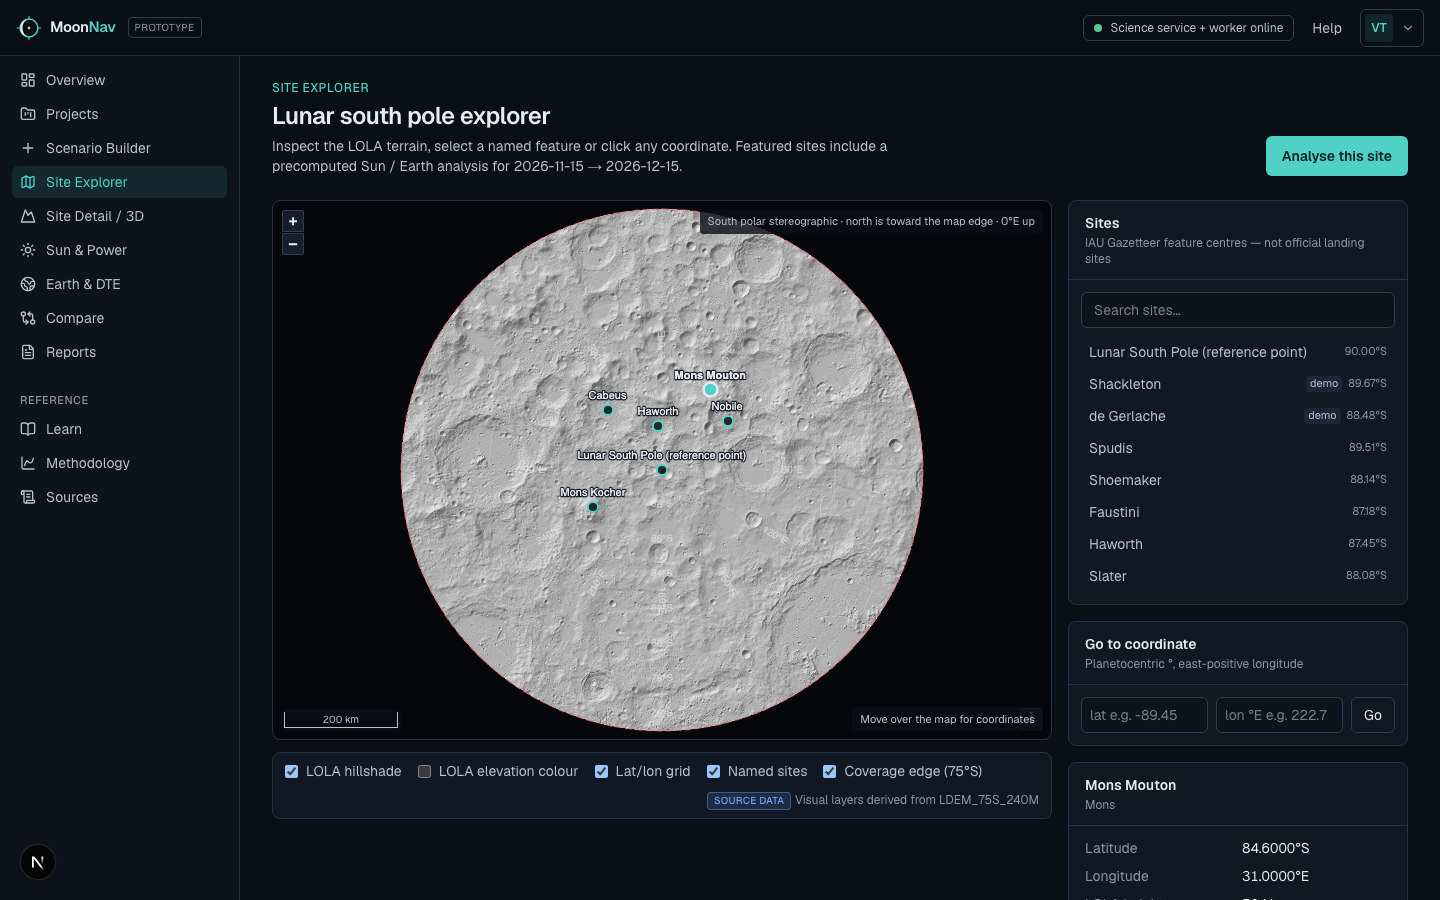 MoonNav
PROTOTYPE
Science service + worker online
Help
VT
Overview
Projects
Scenario Builder
Site Explorer
Site Detail / 3D
Sun & Power
Earth & DTE
Compare
Reports
REFERENCE
Learn
Methodology
Sources
N
SITE EXPLORER
Lunar south pole explorer
Inspect the LOLA terrain, select a named feature or click any coordinate. Featured sites include a
precomputed Sun / Earth analysis for 2026-11-15 → 2026-12-15.
Analyse this site
+
−
South polar stereographic · north is toward the map edge · 0°E up
Mons Mouton
Cabeus
Haworth
Nobile
Lunar South Pole (reference point)
Mons Kocher
200 km
Move over the map for coordinates
LOLA hillshade
LOLA elevation colour
Lat/lon grid
Named sites
Coverage edge (75°S)
SOURCE DATA
Visual layers derived from LDEM_75S_240M
Sites
IAU Gazetteer feature centres — not official landing
sites
Search sites…
Lunar South Pole (reference point) 90.00°S
Shackleton demo 89.67°S
de Gerlache demo 88.48°S
Spudis 89.51°S
Shoemaker 88.14°S
Faustini 87.18°S
Haworth 87.45°S
Slater 88.08°S
Go to coordinate
Planetocentric °, east-positive longitude
lat e.g. -89.45
lon °E e.g. 222.7
Go
Mons Mouton
Mons
Latitude 84.6000°S
Longitude 31.0000°E